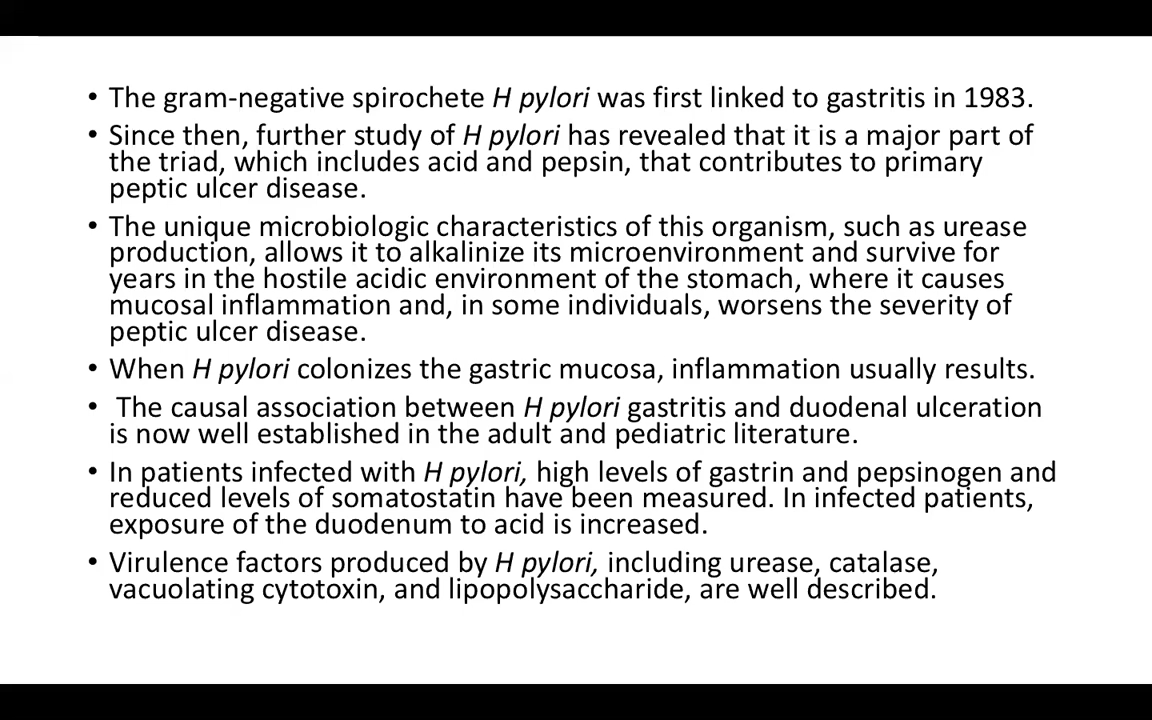 • The gram-negative spirochete H pylori was first linked to gastritis in 1983.
• Since then, further study of H pylori has revealed that it is a major part of
the triad, which includes acid and pepsin, that contributes to primary
peptic ulcer disease.
• The unique microbiologic characteristics of this organism, such as urease
production, allows it to alkalinize its microenvironment and survive for
years in the hostile acidic environment of the stomach, where it causes
mucosal inflammation and, in some individuals, worsens the severity of
peptic ulcer disease.
• When H pylori colonizes the gastric mucosa, inflammation usually results.
• The causal association between H pylori gastritis and duodenal ulceration
is now well established in the adult and pediatric literature.
• In patients infected with H pylori, high levels of gastrin and pepsinogen and
reduced levels of somatostatin have been measured. In infected patients,
exposure of the duodenum to acid is increased.
• Virulence factors produced by H pylori, including urease, catalase,
vacuolating cytotoxin, and lipopolysaccharide, are well described.